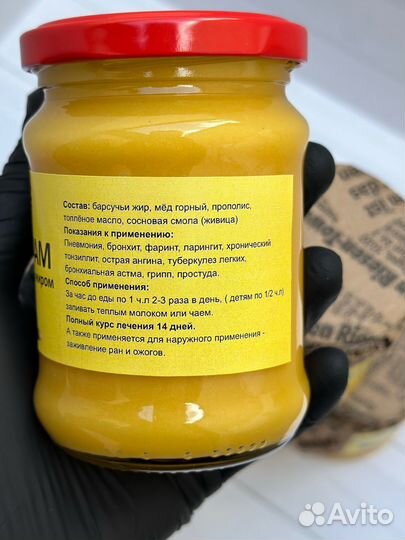 Состав: барсучьи жир, мёд горный, прополис,
топлёное масло, сосновая смола (живица)
Показания к применению:
Пневмония, бронхит, фаринт, ларингит, хронический
тонзиллит, острая ангина, туберкулез легких,
бронхиальная астма, грипп, простуда.
Способ применения:
За час до еды по 1 ч.л 2-3 раза в день, ( детям по 1/2 ч.л)
запивать теплым молоком или чаем.
Полный курс лечения 14 дней.
А также применяется для наружного применения -
заживление ран и ожогов.
Avito